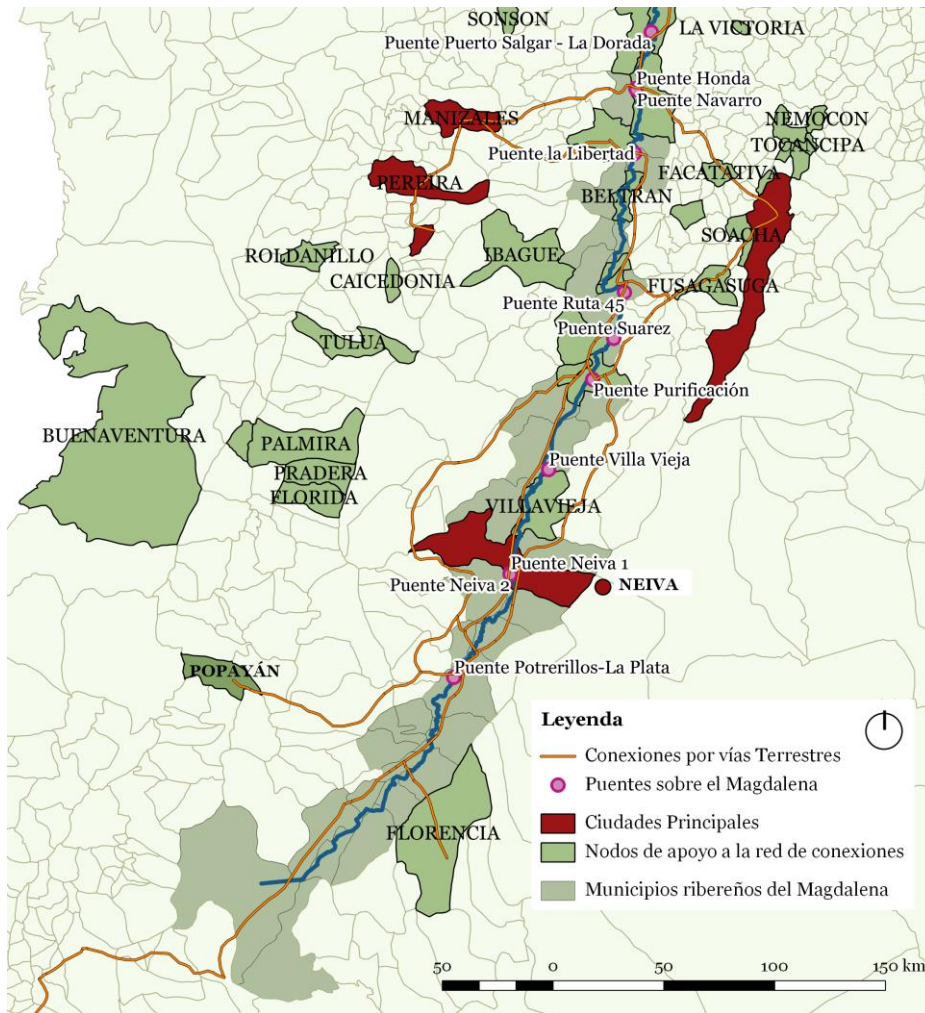 SONSON
LA VICTORIA
Puente Puerto Salgar - La Dorada
Puente Honda
Puente Navarro
MANIZALES
NEMOCON
TOCANCIPA
Puente la Libertad
FACATATIVA
PEREIRA
BELTRAN
SOACHA
ROLDANILLO
IBAGUE
CAICEDONIA
FUSAGASUGA
Puente Ruta 45
Puente Suarez
TULUA
Puente Purificación
BUENAVENTURA
PALMIRA
Puente Villa Vieja
PRADERA
FLORIDA
VILLAVIEJA
Puente Neiva 1
Puente Neiva 2
NEIVA
POPAYÁN
Puente Potrerillos-La Plata
Leyenda
Conexiones por vías Terrestres
Puentes sobre el Magdalena
Ciudades Principales
Nodos de apoyo a la red de conexiones
Municipios ribereños del Magdalena
FLORENCIA
50 0 50 100 150 km